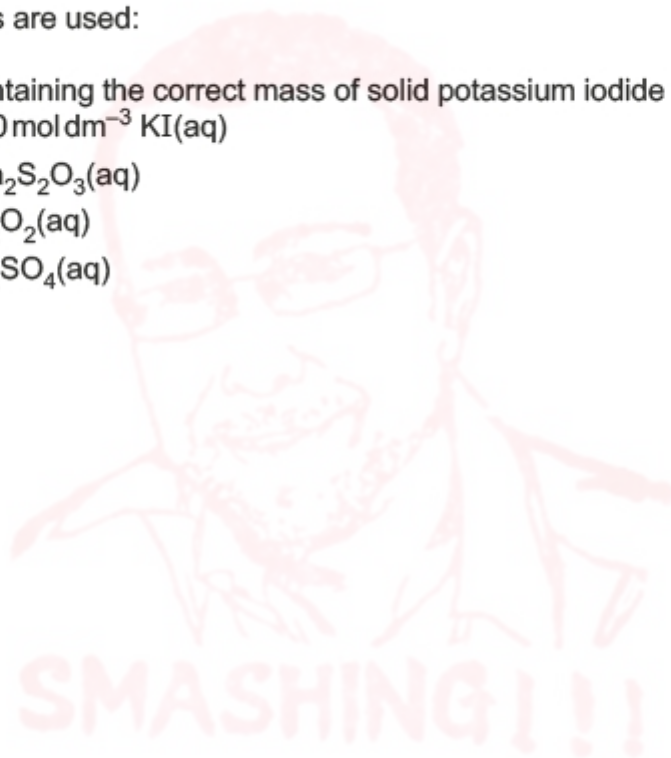 s are used:
ntaining the correct mass of solid potassium iodide
0 mol dm⁻³ KI(aq)
₂S₂O₃(aq)
O₂(aq)
SO₄(aq)
SMASHING!!!